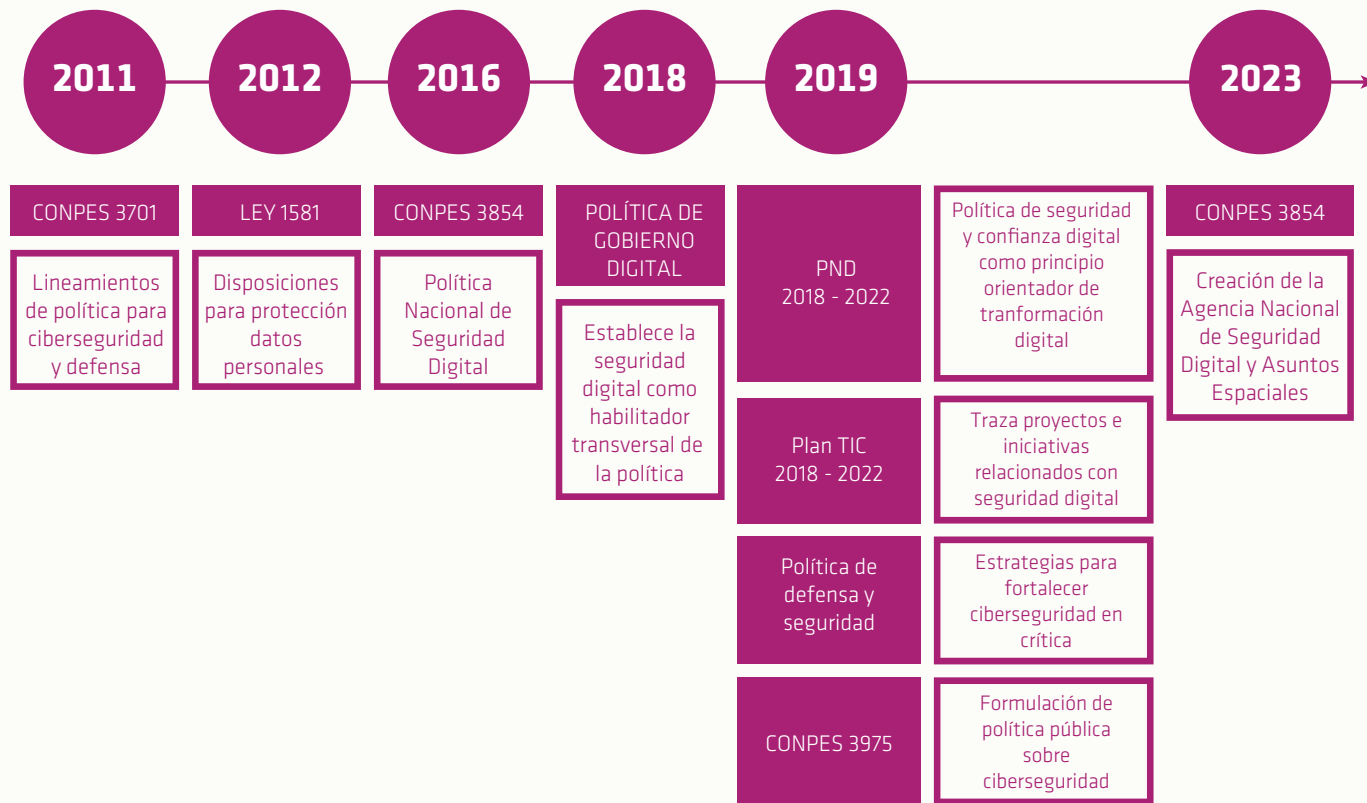 2011
2012
2016
2018
2019
2023
CONPES 3701
Lineamientos
de política para
ciberseguridad
y defensa
LEY 1581
Disposiciones
para protección
datos
personales
CONPES 3854
Política
Nacional de
Seguridad
Digital
POLÍTICA DE
GOBIERNO
DIGITAL
Establece la
seguridad
digital como
habilitador
transversal de
la política
PND
2018 - 2022
Política de seguridad
y confianza digital
como principio
orientador de
tranformación
digital
Plan TIC
2018 - 2022
Traza proyectos e
iniciativas
relacionados con
seguridad digital
Política de
defensa y
seguridad
Estrategias para
fortalecer
ciberseguridad en
crítica
CONPES 3975
Formulación de
política pública
sobre
ciberseguridad
CONPES 3854
Creación de la
Agencia Nacional
de Seguridad
Digital y Asuntos
Espaciales